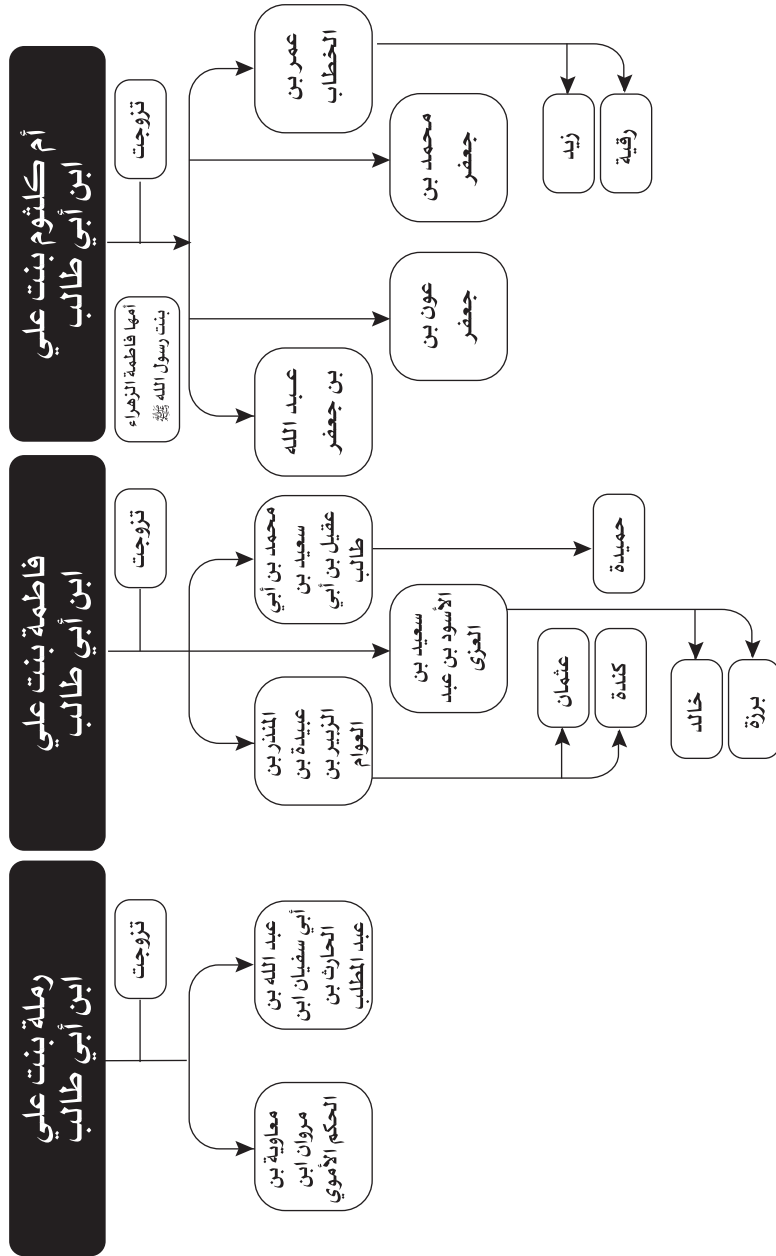 أم كلثوم بنت علي
ابن أبي طالب
تزوجت
أمها فاطمة الزهراء
بنت رسول الله ﷺ
عمر بن
الخطاب
محمد بن
جعفر
عون بن
جعفر
عبد الله
بن جعفر
زيد
رقية
فاطمة بنت علي
ابن أبي طالب
تزوجت
محمد بن أبي
سعيد بن
عقيل بن أبي
طالب
سعيد بن
الأسود بن عبد
العزى
المنذر بن
عبيدة بن
الزبير بن
العوام
حميدة
عثمان
كندة
خالد
برزة
رملة بنت علي
ابن أبي طالب
تزوجت
عبد الله بن
أبي سفيان ابن
الحارث بن
عبد المطلب
معاوية بن
مروان ابن
الحكم الأموي